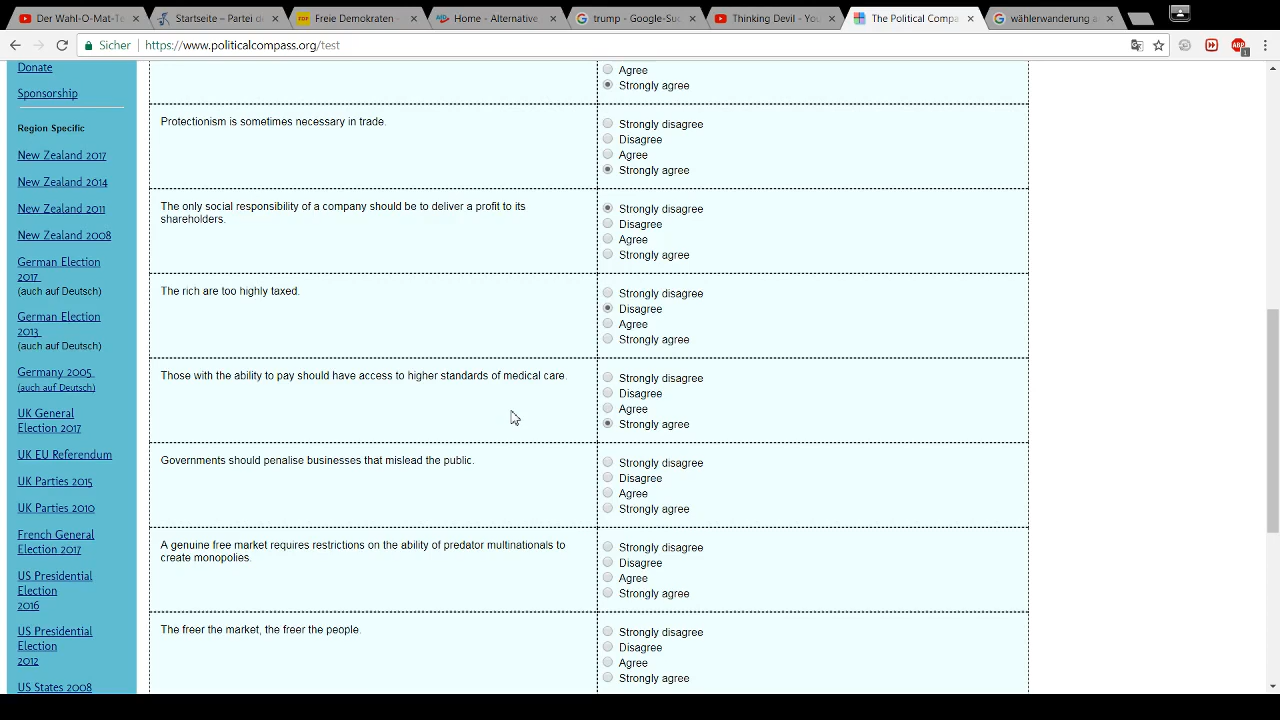 Der Wahl-O-Mat-Te
Startseite – Partei de
Freie Demokraten -
Home - Alternative
trump - Google-Suc
Thinking Devil - You
The Political Compa
wählerwanderung a
Sicher
https://www.politicalcompass.org/test
ABP
1
Donate
Sponsorship
Region Specific
New Zealand 2017
New Zealand 2014
New Zealand 2011
New Zealand 2008
German Election
2017
(auch auf Deutsch)
German Election
2013
(auch auf Deutsch)
Germany 2005
(auch auf Deutsch)
UK General
Election 2017
UK EU Referendum
UK Parties 2015
UK Parties 2010
French General
Election 2017
US Presidential
Election
2016
US Presidential
Election
2012
US States 2008
Agree
Strongly agree
Protectionism is sometimes necessary in trade.
Strongly disagree
Disagree
Agree
Strongly agree
The only social responsibility of a company should be to deliver a profit to its
shareholders.
Strongly disagree
Disagree
Agree
Strongly agree
The rich are too highly taxed.
Strongly disagree
Disagree
Agree
Strongly agree
Those with the ability to pay should have access to higher standards of medical care.
Strongly disagree
Disagree
Agree
Strongly agree
Governments should penalise businesses that mislead the public.
Strongly disagree
Disagree
Agree
Strongly agree
A genuine free market requires restrictions on the ability of predator multinationals to
create monopolies.
Strongly disagree
Disagree
Agree
Strongly agree
The freer the market, the freer the people.
Strongly disagree
Disagree
Agree
Strongly agree